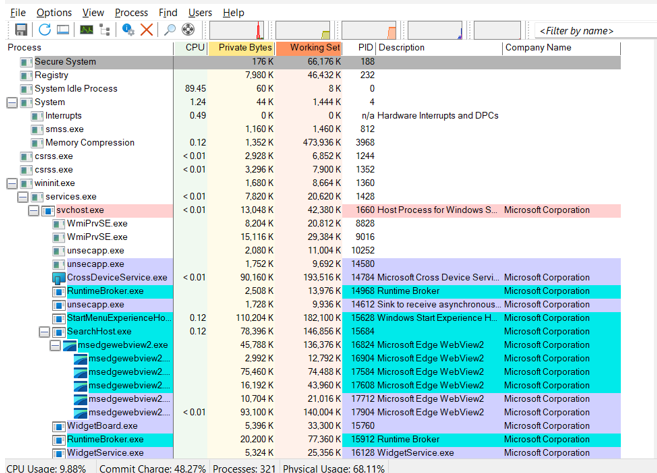 File Options View Process Find Users Help
<Filter by name>
Process CPU Private Bytes Working Set PID Description Company Name
Secure System 176 K 66,176 K 188
Registry 7,980 K 46,432 K 232
System Idle Process 89.45 60 K 8 K 0
System 1.24 44 K 1,444 K 4
Interrupts 0.49 0 K 0 K n/a Hardware Interrupts and DPCs
smss.exe 1,160 K 1,460 K 812
Memory Compression 0.12 1,352 K 473,936 K 3968
csrss.exe < 0.01 2,928 K 6,852 K 1244
csrss.exe < 0.01 3,296 K 7,900 K 1352
wininit.exe 1,680 K 8,664 K 1360
services.exe < 0.01 7,820 K 20,620 K 1428
svchost.exe < 0.01 13,048 K 42,380 K 1660 Host Process for Windows S... Microsoft Corporation
WmiPrvSE.exe 8,204 K 20,812 K 8828
WmiPrvSE.exe 15,116 K 29,384 K 9016
unsecapp.exe 2,080 K 11,004 K 10252
unsecapp.exe 1,752 K 9,692 K 14580
CrossDeviceService.exe < 0.01 90,160 K 193,516 K 14784 Microsoft Cross Device Servi... Microsoft Corporation
RuntimeBroker.exe 2,508 K 13,976 K 14968 Runtime Broker Microsoft Corporation
unsecapp.exe 1,728 K 9,936 K 14612 Sink to receive asynchronous... Microsoft Corporation
StartMenuExperienceHo... 0.12 110,204 K 182,100 K 15628 Windows Start Experience H... Microsoft Corporation
SearchHost.exe 0.12 78,396 K 146,856 K 15684 Microsoft Corporation
msedgewebview2.exe 45,788 K 136,376 K 16824 Microsoft Edge WebView2 Microsoft Corporation
msedgewebview2... 2,992 K 12,792 K 16904 Microsoft Edge WebView2 Microsoft Corporation
msedgewebview2... 75,460 K 74,488 K 17584 Microsoft Edge WebView2 Microsoft Corporation
msedgewebview2... 16,192 K 43,960 K 17608 Microsoft Edge WebView2 Microsoft Corporation
msedgewebview2... 10,704 K 21,016 K 17712 Microsoft Edge WebView2 Microsoft Corporation
msedgewebview2... < 0.01 93,100 K 140,004 K 17904 Microsoft Edge WebView2 Microsoft Corporation
WidgetBoard.exe 5,396 K 33,300 K 15760 Microsoft Corporation
RuntimeBroker.exe 20,200 K 77,360 K 15912 Runtime Broker Microsoft Corporation
WidgetService.exe 5,324 K 25,356 K 16128 WidgetService.exe Microsoft Corporation
CPU Usage: 9.88% Commit Charge: 48.27% Processes: 321 Physical Usage: 68.11%